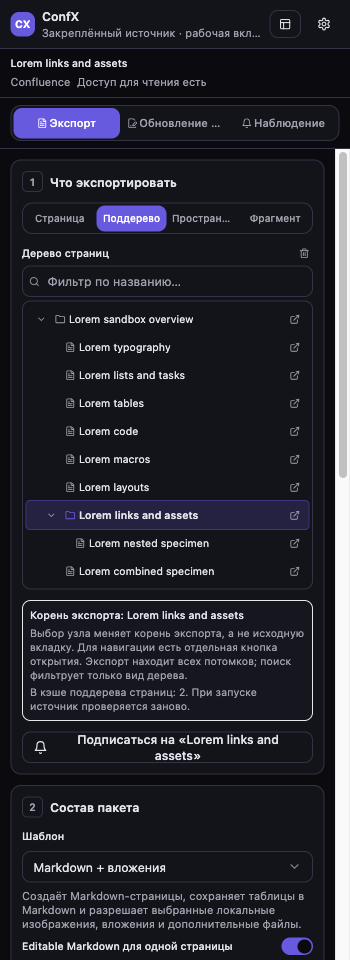 CX
ConfX
Закреплённый источник · рабочая вкл...
Lorem links and assets
Confluence Доступ для чтения есть
Экспорт
Обновление ...
Наблюдение
1
Что экспортировать
Страница
Поддерево
Простран...
Фрагмент
Дерево страниц
Фильтр по названию...
Lorem sandbox overview
Lorem typography
Lorem lists and tasks
Lorem tables
Lorem code
Lorem macros
Lorem layouts
Lorem links and assets
Lorem nested specimen
Lorem combined specimen
Корень экспорта: Lorem links and assets
Выбор узла меняет корень экспорта, а не исходную
вкладку. Для навигации есть отдельная кнопка
открытия. Экспорт находит всех потомков; поиск
фильтрует только вид дерева.
В кэше поддерева страниц: 2. При запуске
источник проверяется заново.
Подписаться на «Lorem links and
assets»
2
Состав пакета
Шаблон
Markdown + вложения
Создаёт Markdown-страницы, сохраняет таблицы в
Markdown и разрешает выбранные локальные
изображения, вложения и дополнительные файлы.
Editable Markdown для одной страницы